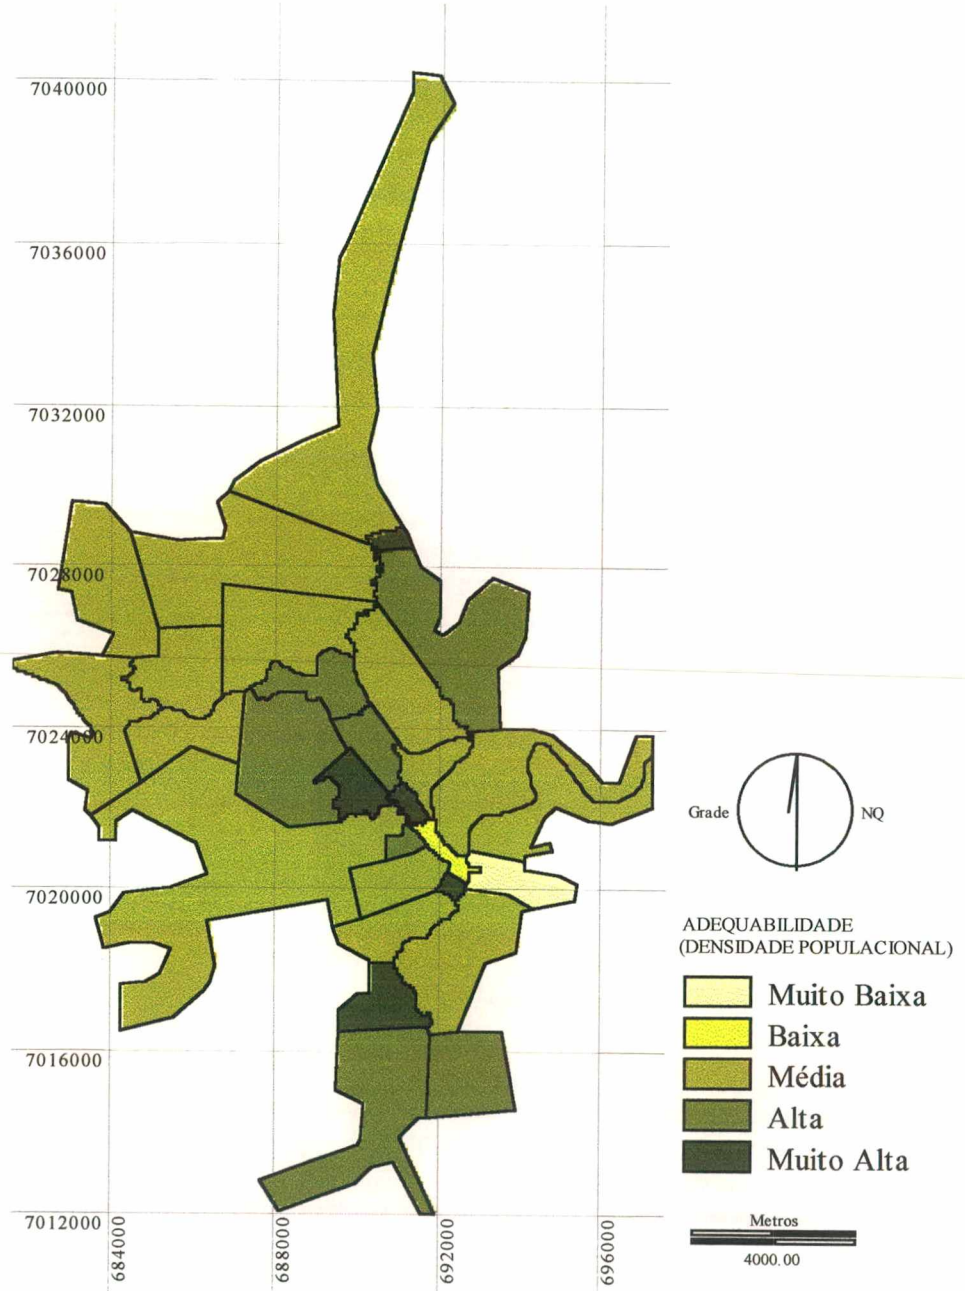 7040000
7036000
7032000
7028000
7024000
7020000
7016000
7012000
684000
688000
692000
696000
Grade
NQ
ADEQUABILIDADE
(DENSIDADE POPULACIONAL)
Muito Baixa
Baixa
Média
Alta
Muito Alta
Metros
4000.00